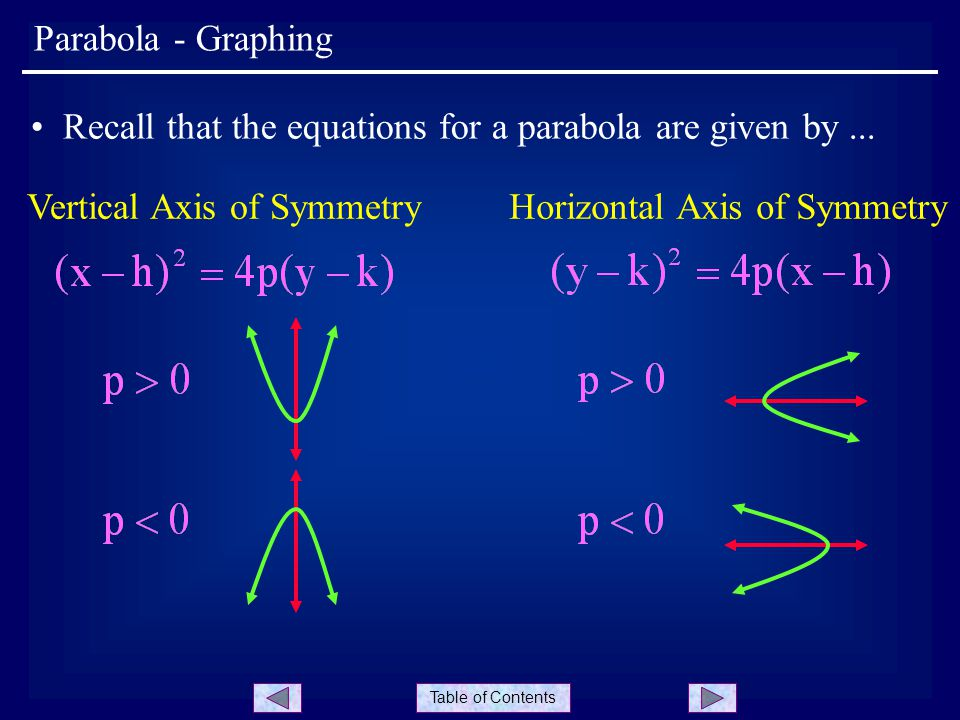 Parabola - Graphing
• Recall that the equations for a parabola are given by ...
Vertical Axis of Symmetry
(x – h)² = 4p(y – k)
p > 0
p < 0
Horizontal Axis of Symmetry
(y – k)² = 4p(x – h)
p > 0
p < 0
Table of Contents